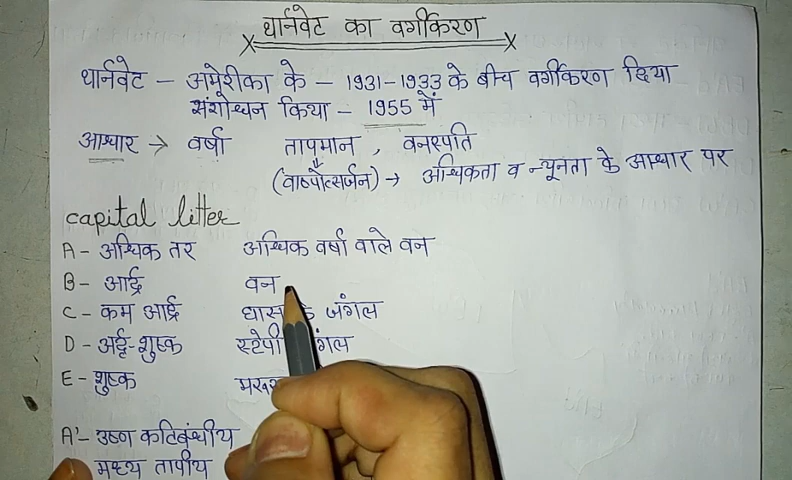 थार्नवेट का वर्गीकरण
थार्नवेट - अमेरीका के - 1931-1933 के बीच वर्गीकरण दिया
संशोधन किया - 1955 में
आधार → वर्षा तापमान , वनस्पति
(वाष्पोत्सर्जन) → अधिकता व न्यूनता के आधार पर
capital litter
A - अधिक तर अधिक वर्षा वाले वन
B - आर्द्र वन
C - कम आर्द्र जंगल
D - अर्द्ध-शुष्क स्टेपी
E - शुष्क
A' - उष्ण कटिबंधीय
मध्य तापीय